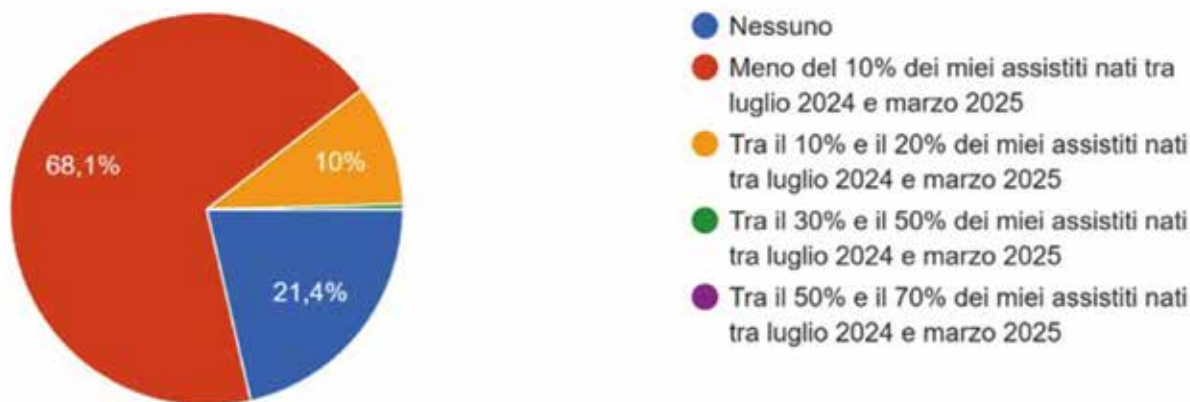 68,1%
10%
21,4%
Nessuno
Meno del 10% dei miei assistiti nati tra
luglio 2024 e marzo 2025
Tra il 10% e il 20% dei miei assistiti nati
tra luglio 2024 e marzo 2025
Tra il 30% e il 50% dei miei assistiti nati
tra luglio 2024 e marzo 2025
Tra il 50% e il 70% dei miei assistiti nati
tra luglio 2024 e marzo 2025